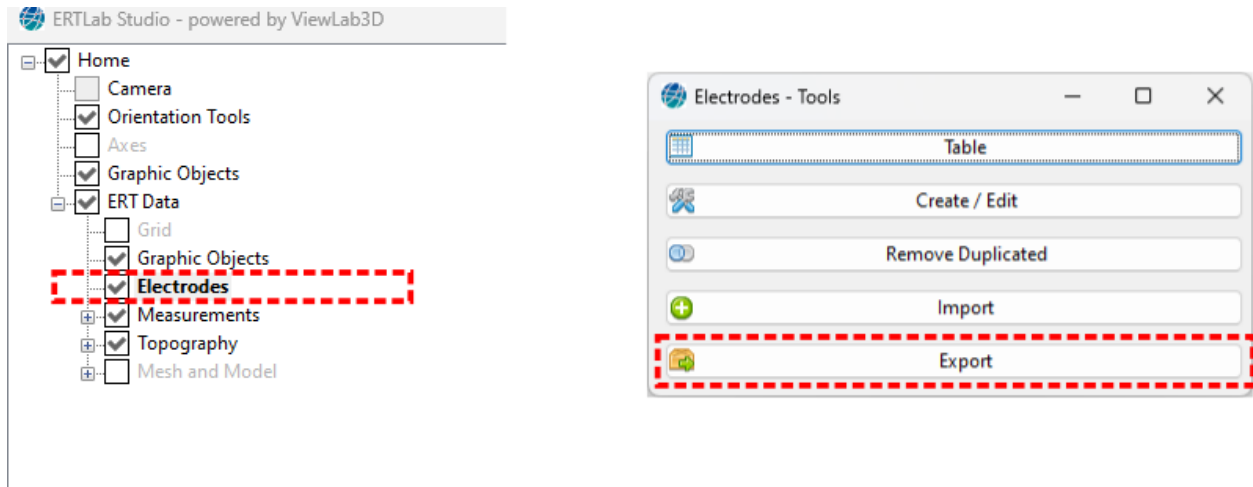 ERTLab Studio - powered by ViewLab3D
Home
Camera
Orientation Tools
Axes
Graphic Objects
ERT Data
Grid
Graphic Objects
Electrodes
Measurements
Topography
Mesh and Model
Electrodes - Tools
Table
Create / Edit
Remove Duplicated
Import
Export